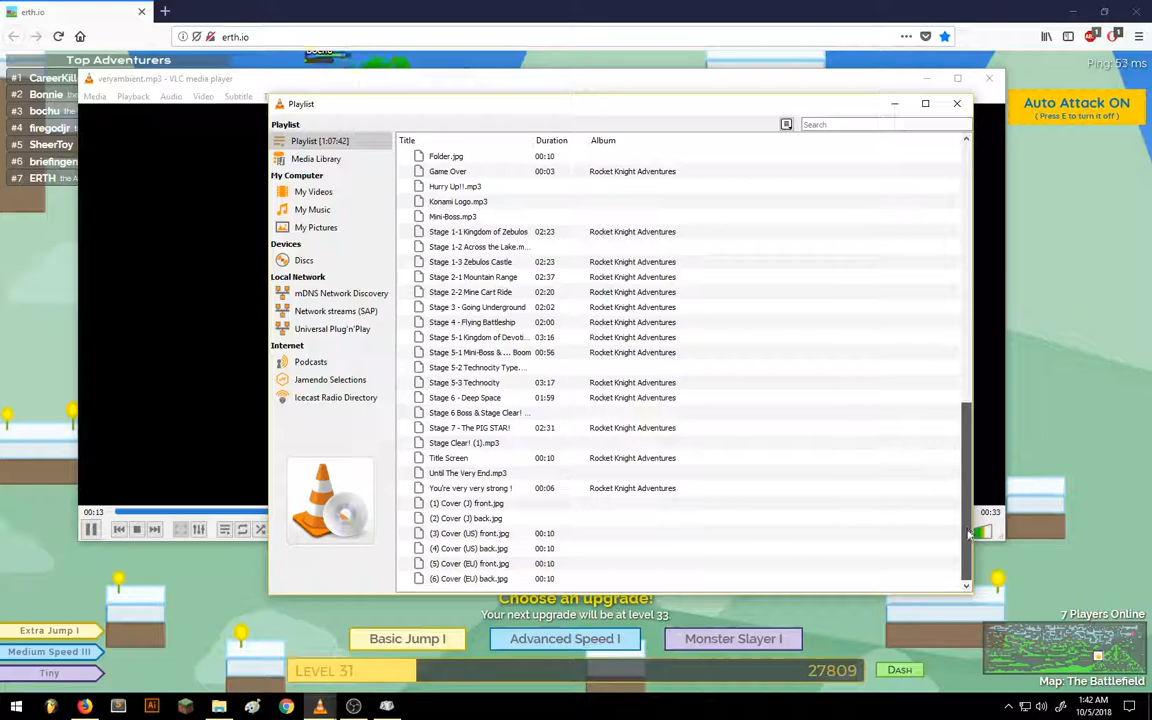 erth.io
erth.io
Top Adventurers
#1 CareerKill
#2 Bonnie the
#3 bochu the
#4 firegodjr
#5 SheerToy
#6 briefingen
#7 ERTH the A
bochu
Ping: 53 ms
Auto Attack ON
( Press E to turn it off )
veryambient.mp3 - VLC media player
Media Playback Audio Video Subtitle
Playlist
Playlist
Playlist [1:07:42]
Media Library
My Computer
My Videos
My Music
My Pictures
Devices
Discs
Local Network
mDNS Network Discovery
Network streams (SAP)
Universal Plug'n'Play
Internet
Podcasts
Jamendo Selections
Icecast Radio Directory
Search
Title Duration Album
Folder.jpg 00:10
Game Over 00:03 Rocket Knight Adventures
Hurry Up!!.mp3
Konami Logo.mp3
Mini-Boss.mp3
Stage 1-1 Kingdom of Zebulos 02:23 Rocket Knight Adventures
Stage 1-2 Across the Lake.m...
Stage 1-3 Zebulos Castle 02:23 Rocket Knight Adventures
Stage 2-1 Mountain Range 02:37 Rocket Knight Adventures
Stage 2-2 Mine Cart Ride 02:20 Rocket Knight Adventures
Stage 3 - Going Underground 02:02 Rocket Knight Adventures
Stage 4 - Flying Battleship 02:00 Rocket Knight Adventures
Stage 5-1 Kingdom of Devoti... 03:16 Rocket Knight Adventures
Stage 5-1 Mini-Boss & ... Boom 00:56 Rocket Knight Adventures
Stage 5-2 Technocity Type....
Stage 5-3 Technocity 03:17 Rocket Knight Adventures
Stage 6 - Deep Space 01:59 Rocket Knight Adventures
Stage 6 Boss & Stage Clear! ...
Stage 7 - The PIG STAR! 02:31 Rocket Knight Adventures
Stage Clear! (1).mp3
Title Screen 00:10 Rocket Knight Adventures
Until The Very End.mp3
You're very very strong ! 00:06 Rocket Knight Adventures
(1) Cover (J) front.jpg
(2) Cover (J) back.jpg
(3) Cover (US) front.jpg 00:10
(4) Cover (US) back.jpg 00:10
(5) Cover (EU) front.jpg 00:10
(6) Cover (EU) back.jpg 00:10
00:13
00:33
Choose an upgrade!
Your next upgrade will be at level 33.
Basic Jump I
Advanced Speed I
Monster Slayer I
Extra Jump I
Medium Speed III
Tiny
LEVEL 31
27809
DASH
7 Players Online
Map: The Battlefield
1:42 AM
10/5/2018